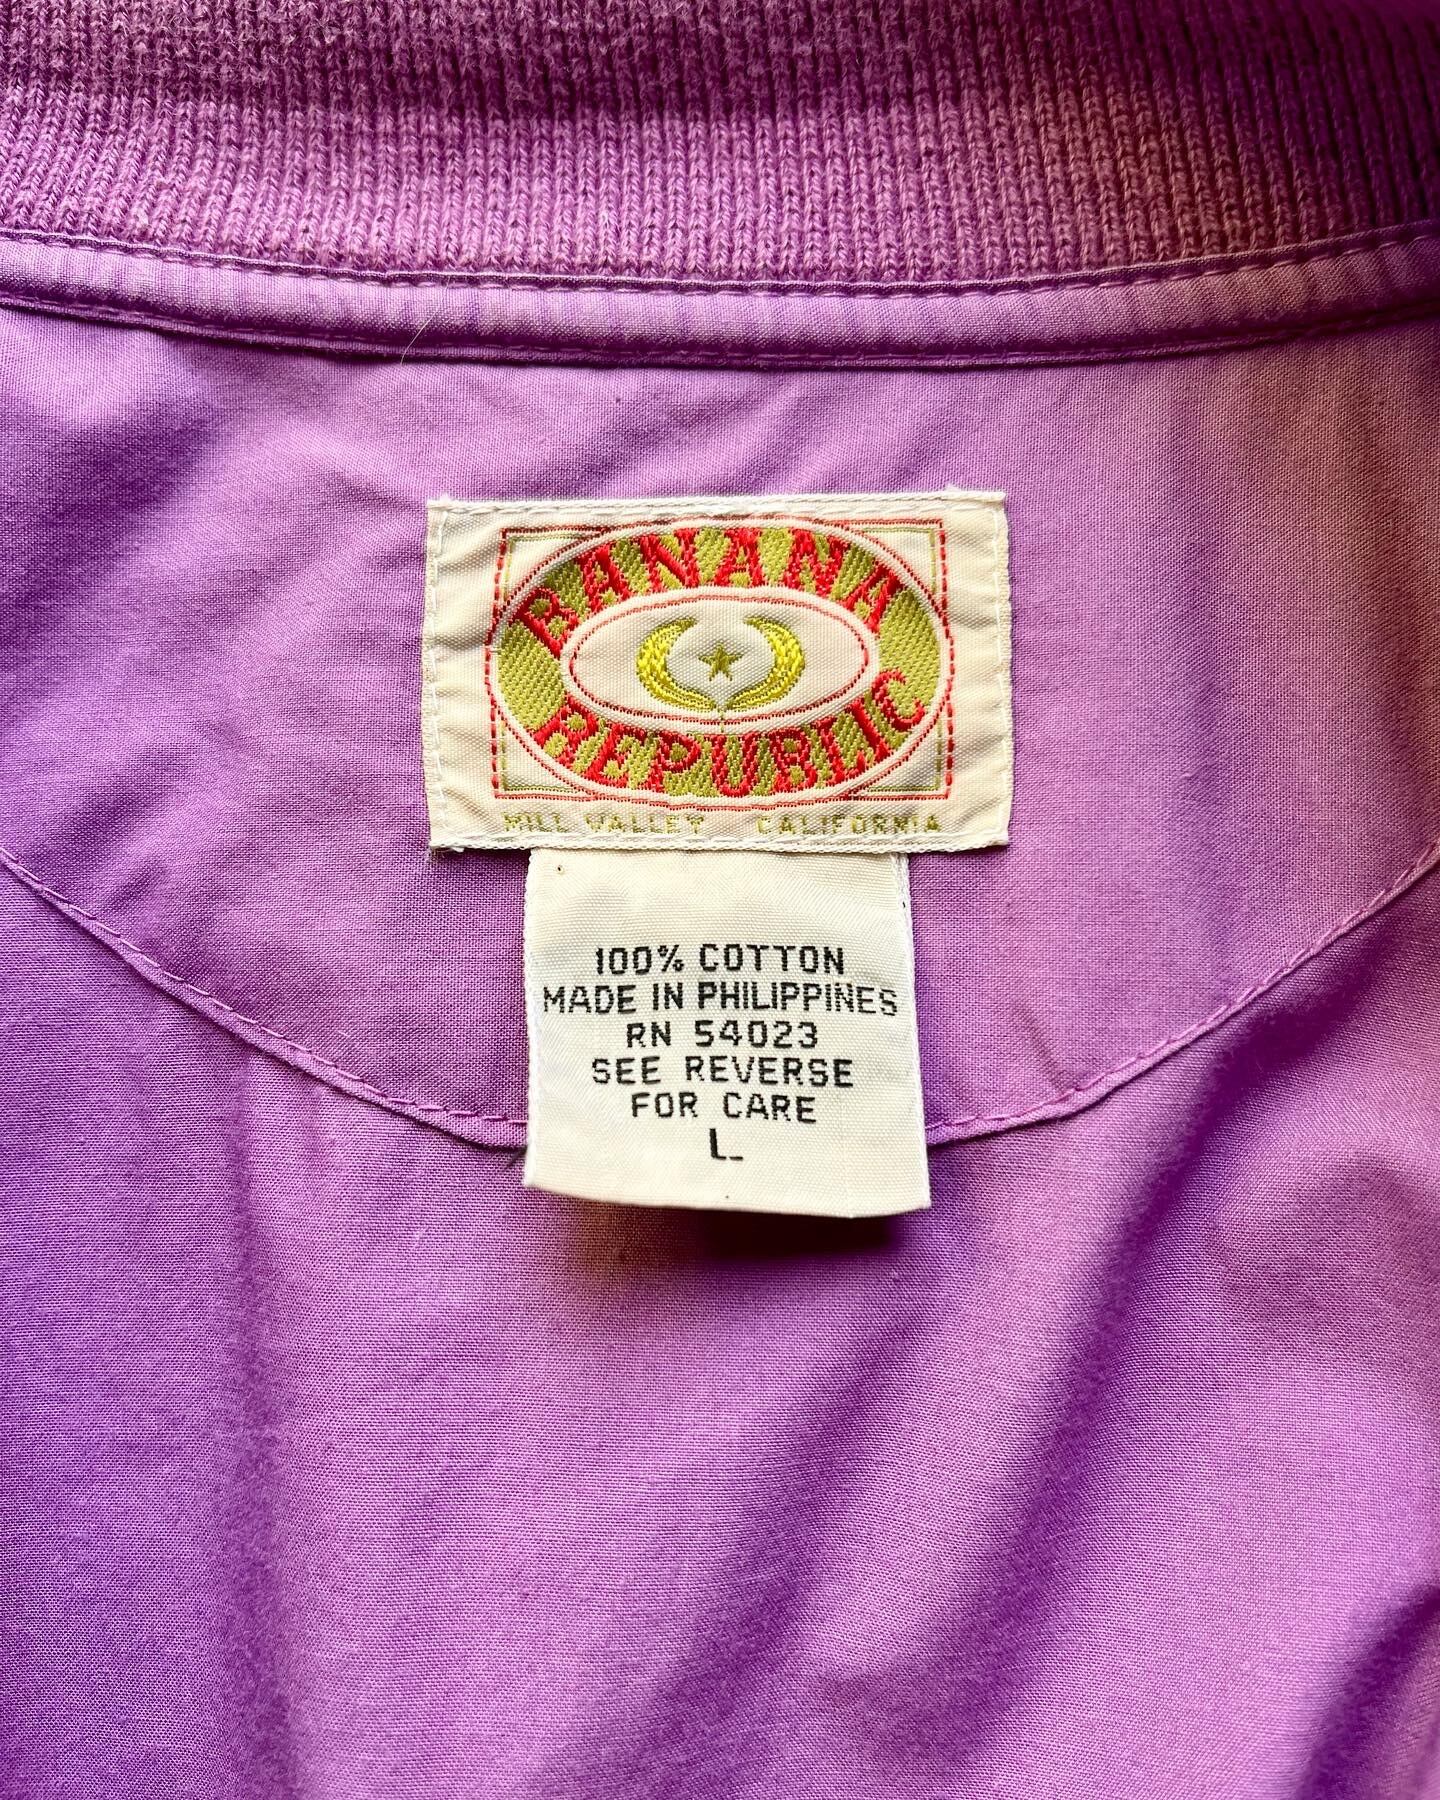 BANANA
REPUBLIC
MILL VALLEY CALIFORNIA
100% COTTON
MADE IN PHILIPPINES
RN 54023
SEE REVERSE
FOR CARE
L